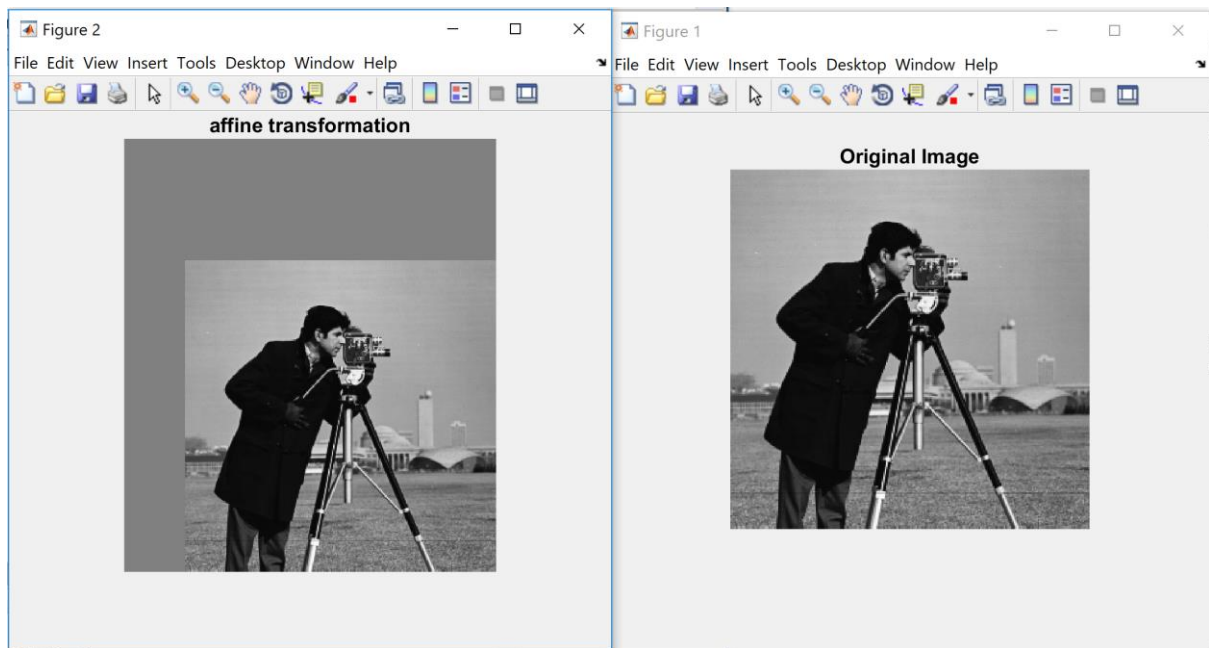 Figure 2
File Edit View Insert Tools Desktop Window Help
affine transformation
Figure 1
File Edit View Insert Tools Desktop Window Help
Original Image